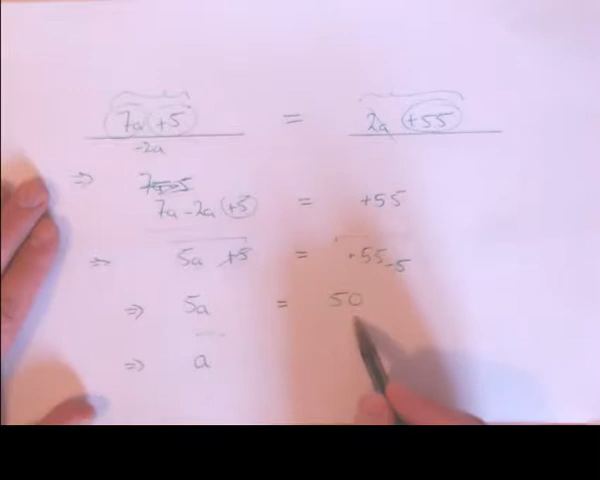 7a +5 = 2a +55
-2a
⇒
7a-2a +5 = +55
⇒ 5a +5 = +55-5
⇒ 5a = 50
⇒ a